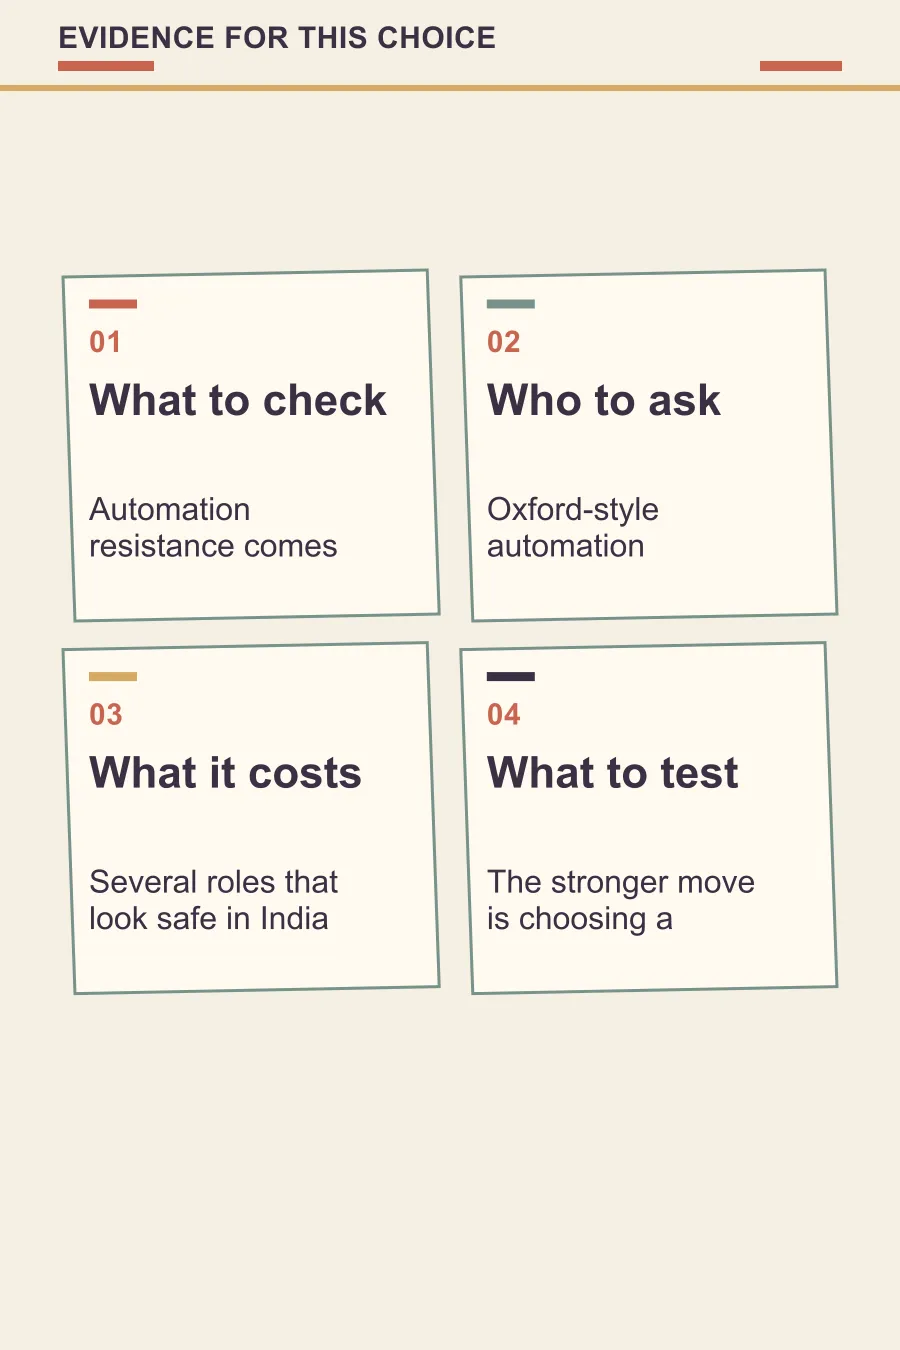 EVIDENCE FOR THIS CHOICE
01
What to check
Automation
resistance comes
02
Who to ask
Oxford-style
automation
03
What it costs
Several roles that
look safe in India
04
What to test
The stronger move
is choosing a